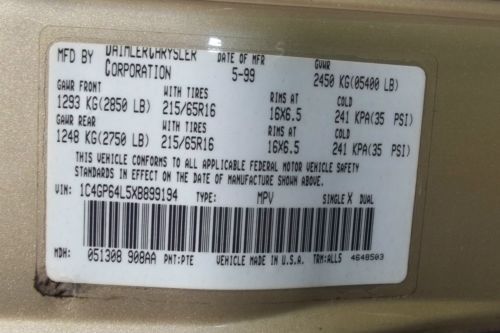 MFD BY DAIMLERCHRYSLER CORPORATION DATE OF MFR 5-99 GVWR 2450 KG(05400 LB)
GAWR FRONT WITH TIRES RIMS AT COLD
1293 KG(2850 LB) 215/65R16 16X6.5 241 KPA(35 PSI)
GAWR REAR WITH TIRES RIMS AT COLD
1248 KG(2750 LB) 215/65R16 16X6.5 241 KPA(35 PSI)
THIS VEHICLE CONFORMS TO ALL APPLICABLE FEDERAL MOTOR VEHICLE SAFETY
STANDARDS IN EFFECT ON THE DATE OF MANUFACTURE SHOWN ABOVE.
VIN: 1C4GP64L5XB899194 TYPE: MPV SINGLE X DUAL
MDH: 051308 908AA PNT:PTE VEHICLE MADE IN U.S.A. TRM:ALLS 4648503